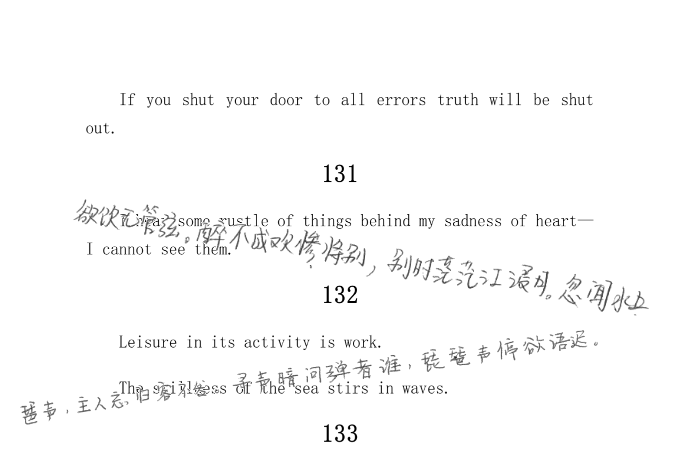 If you shut your door to all errors truth will be shut
out.
131
some rustle of things behind my sadness of heart—
欲饮无管弦。醉不成欢惨将别,别时茫茫江浸月。忽闻水上
I cannot see them.
132
Leisure in its activity is work.
琶声,主人忘归客不发 寻声暗问弹者谁,琵琶声停欲语迟。
The stillness of the sea stirs in waves.
133